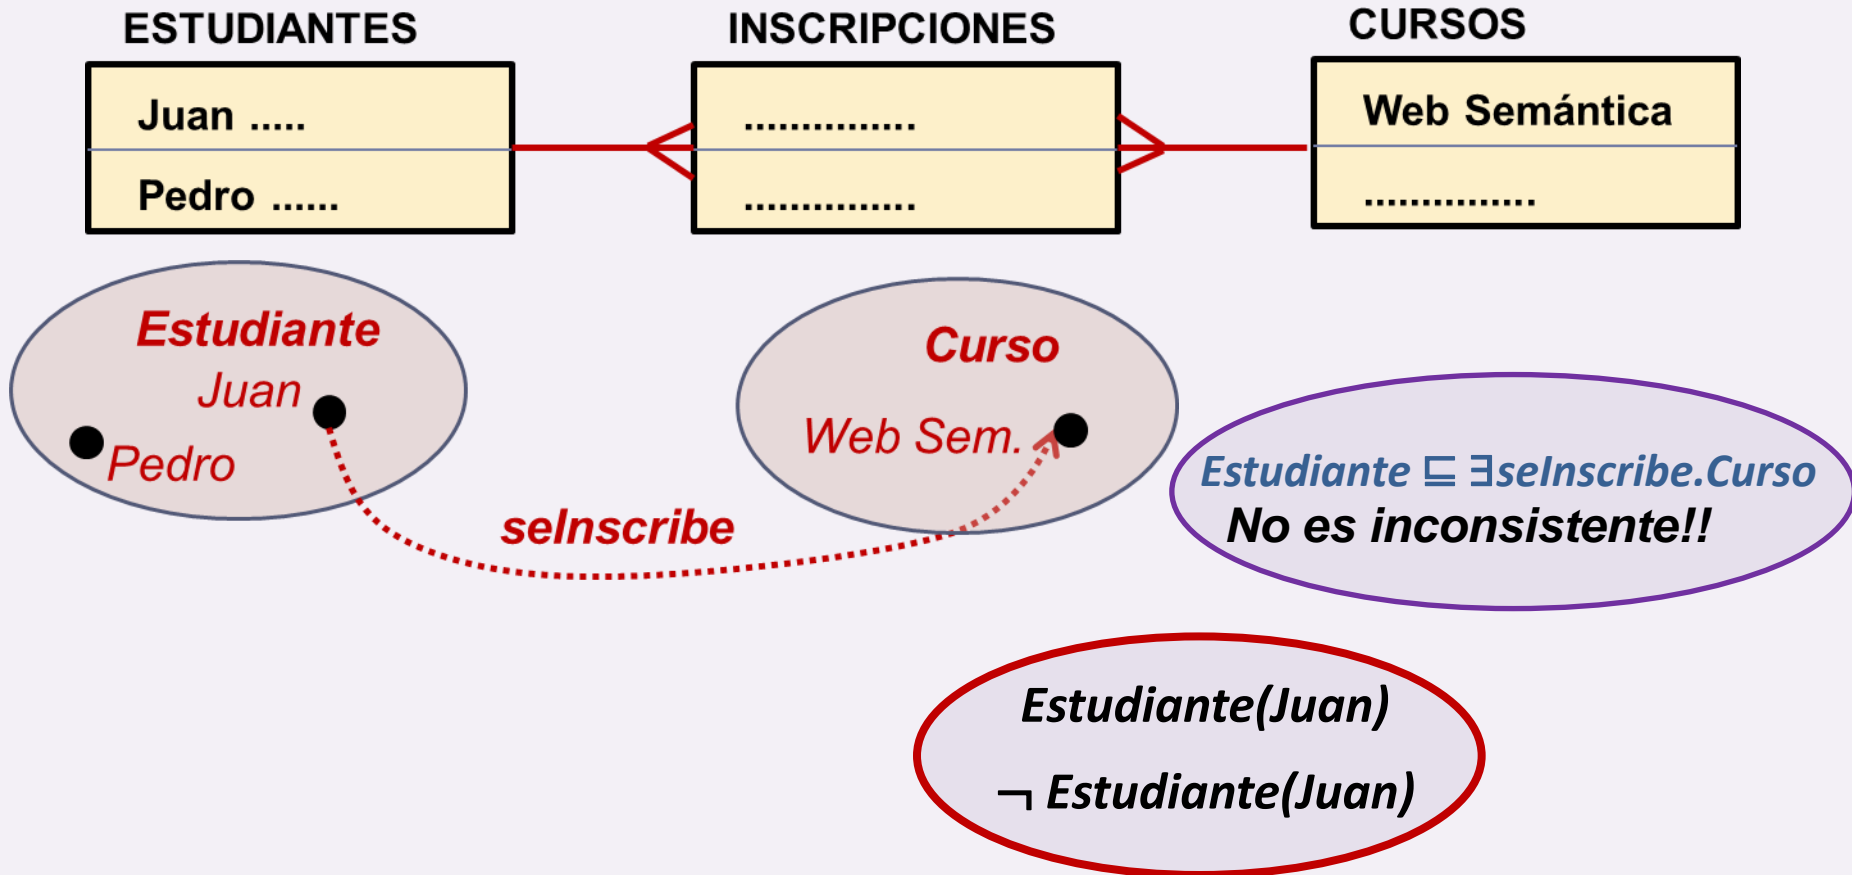 ESTUDIANTES
INSCRIPCIONES
CURSOS
Juan .....
Pedro ......
...............
...............
Web Semántica
...............
Estudiante
Juan
Pedro
Curso
Web Sem.
seInscribe
Estudiante ⊑ ∃seInscribe.Curso
No es inconsistente!!
Estudiante(Juan)
¬ Estudiante(Juan)